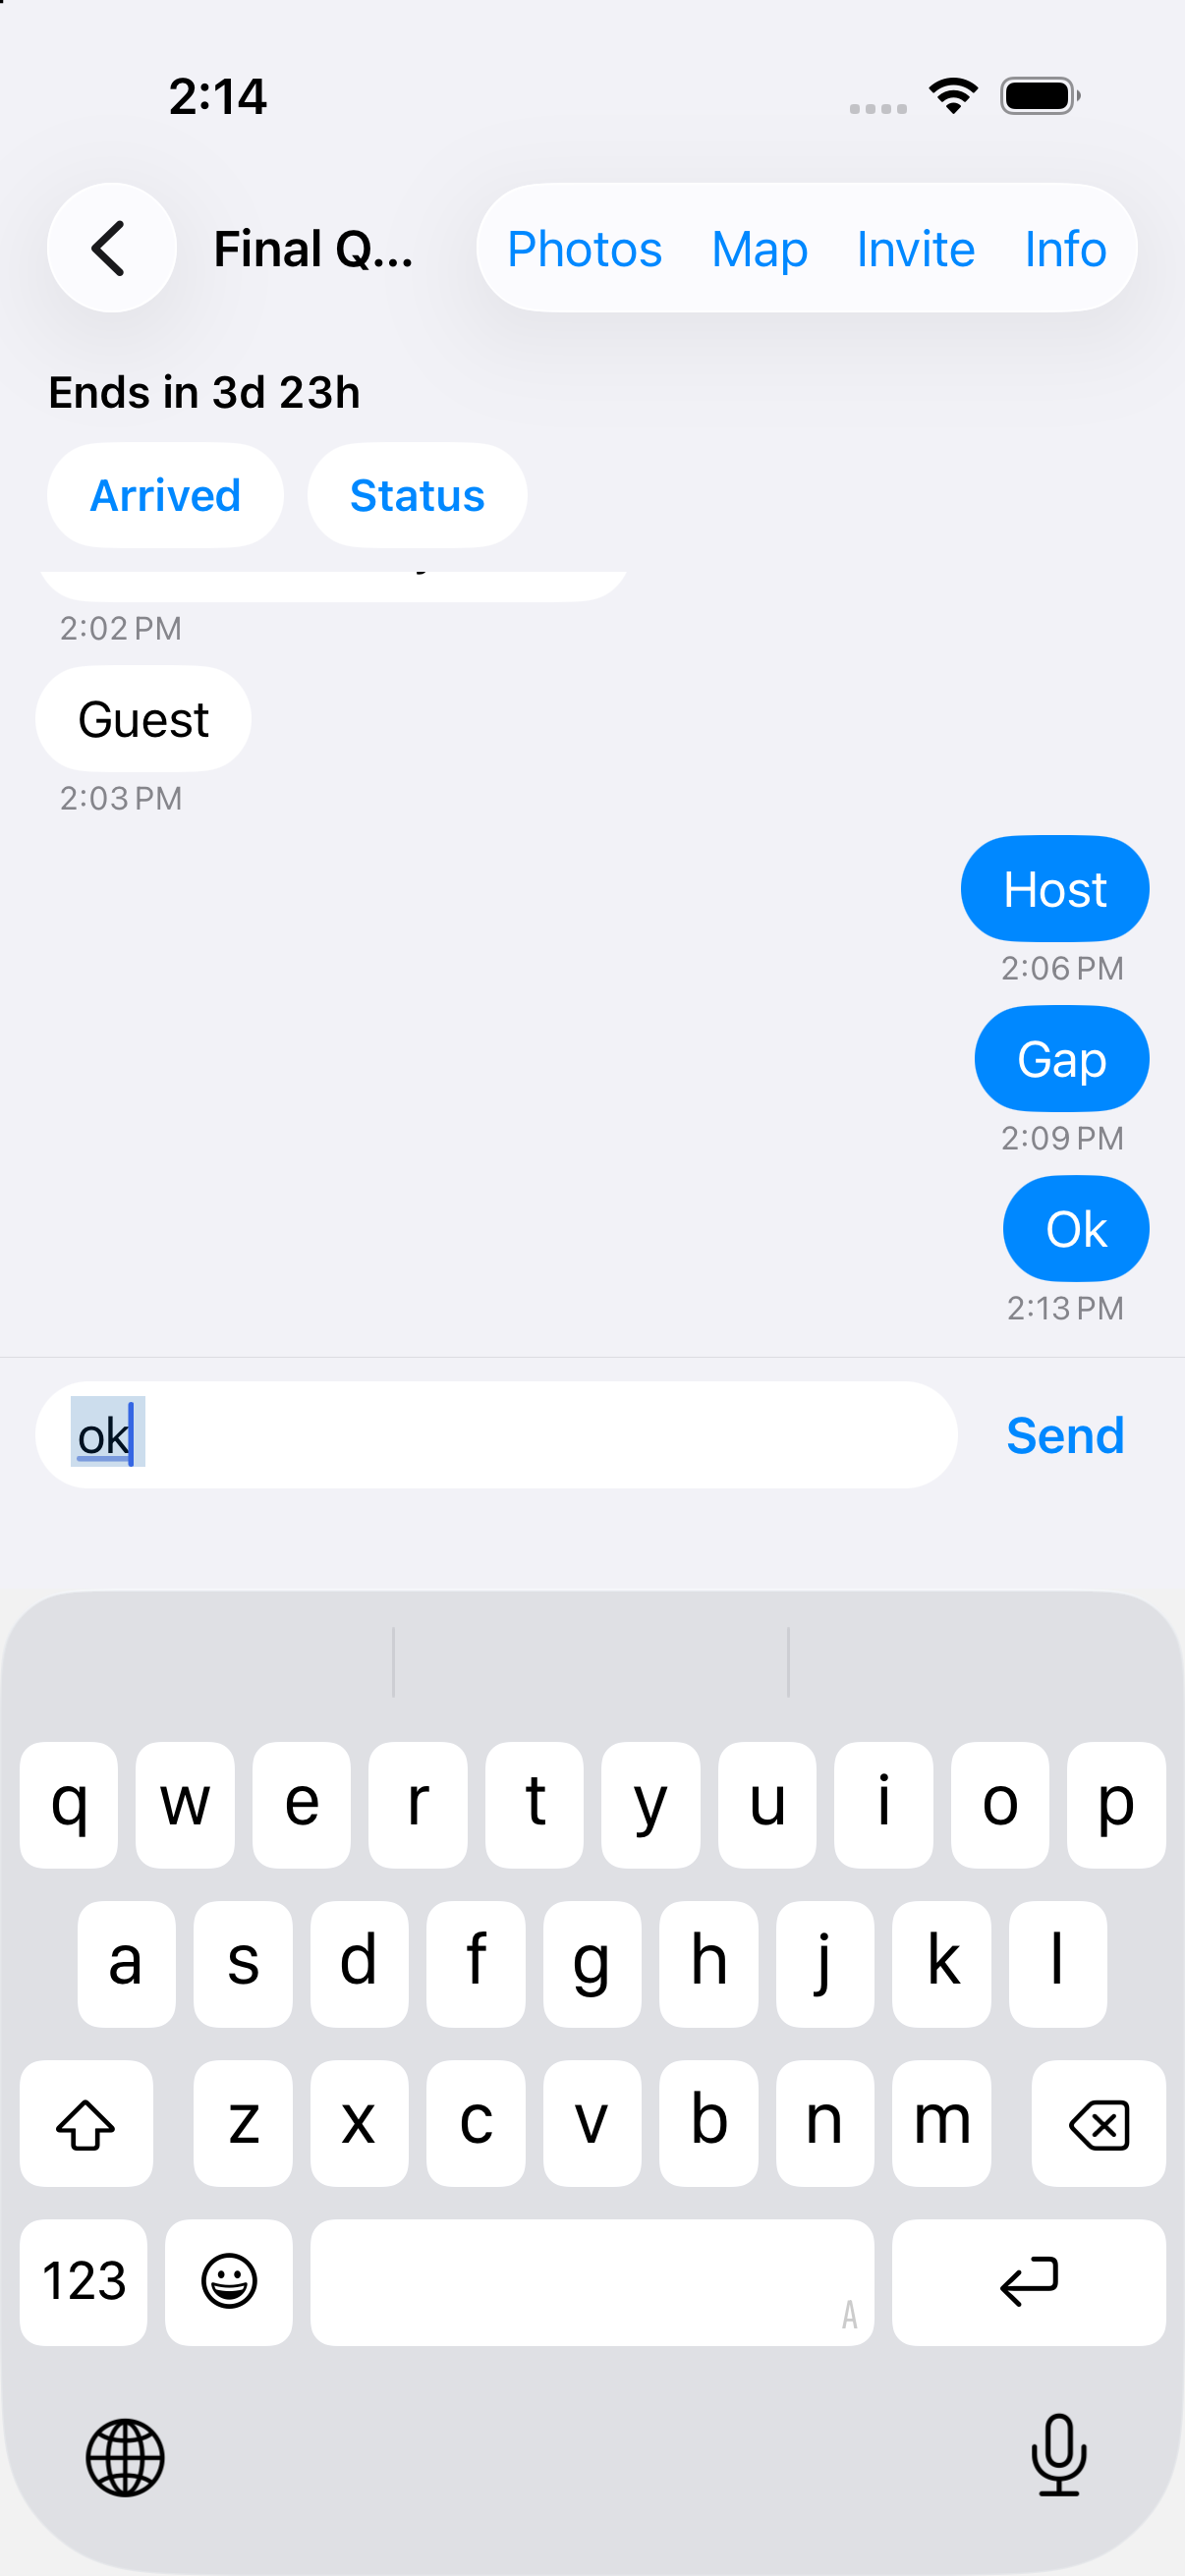 2:14
Final Q...
Photos Map Invite Info
Ends in 3d 23h
Arrived Status
2:02 PM
Guest
2:03 PM
Host
2:06 PM
Gap
2:09 PM
Ok
2:13 PM
ok
Send
q w e r t y u i o p
a s d f g h j k l
z x c v b n m
123
A